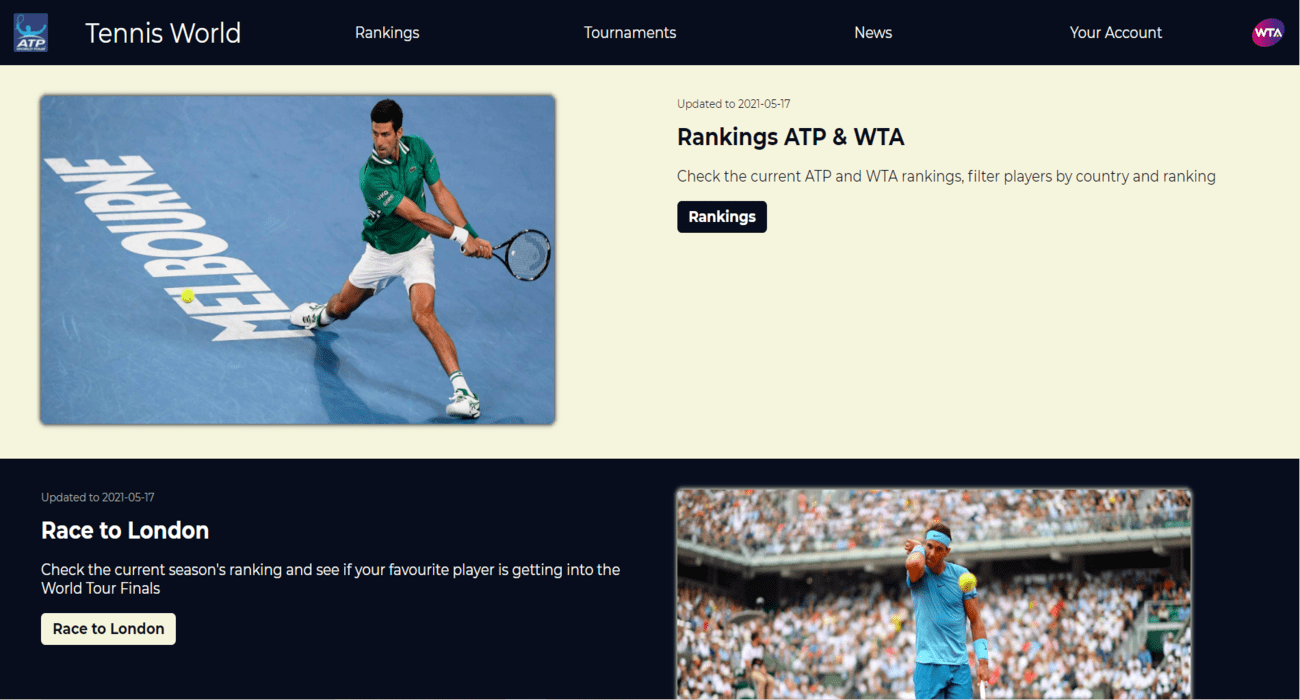 ATP
Tennis World
Rankings
Tournaments
News
Your Account
WTA
MELBOURNE
Updated to 2021-05-17
Rankings ATP & WTA
Check the current ATP and WTA rankings, filter players by country and ranking
Rankings
Updated to 2021-05-17
Race to London
Check the current season's ranking and see if your favourite player is getting into the
World Tour Finals
Race to London